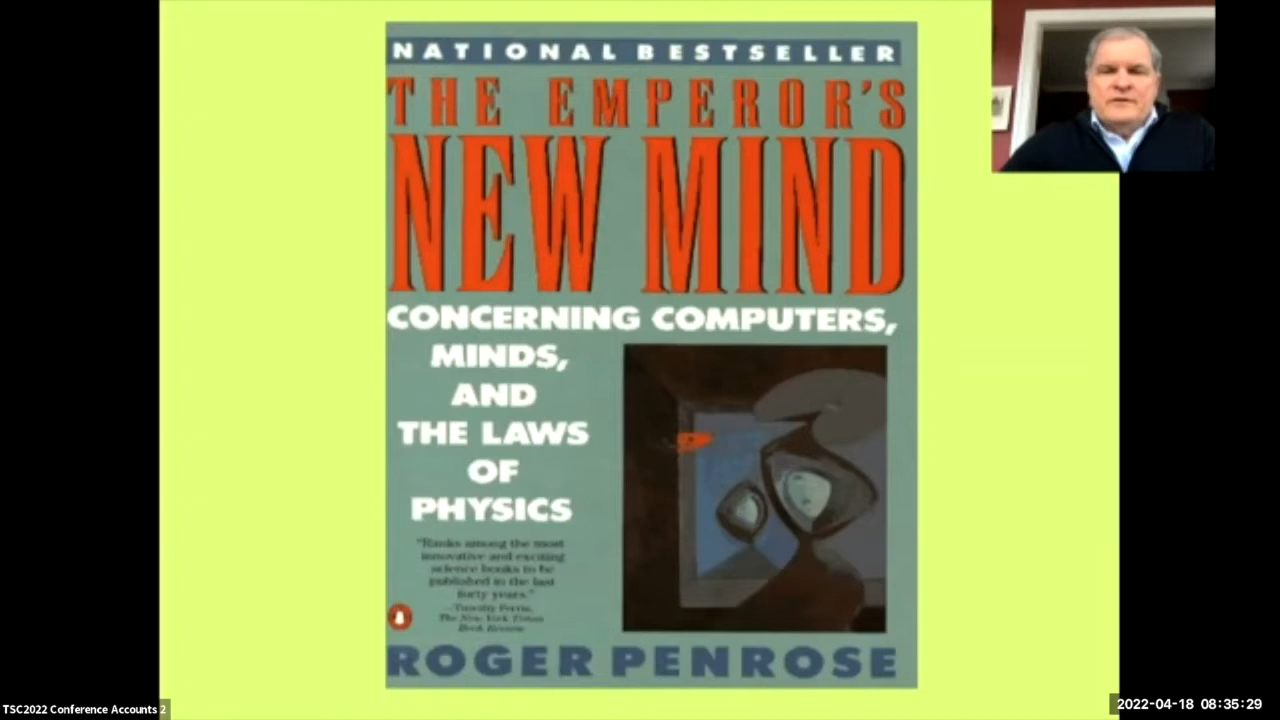 NATIONAL BESTSELLER
THE EMPEROR'S
NEW MIND
CONCERNING COMPUTERS,
MINDS,
AND
THE LAWS
OF
PHYSICS
"Ranks among the most
innovative and exciting
science books to be
published in the last
forty years."
—Timothy Ferris,
The New York Times
Book Review
ROGER PENROSE
TSC2022 Conference Accounts 2
2022-04-18 08:35:29